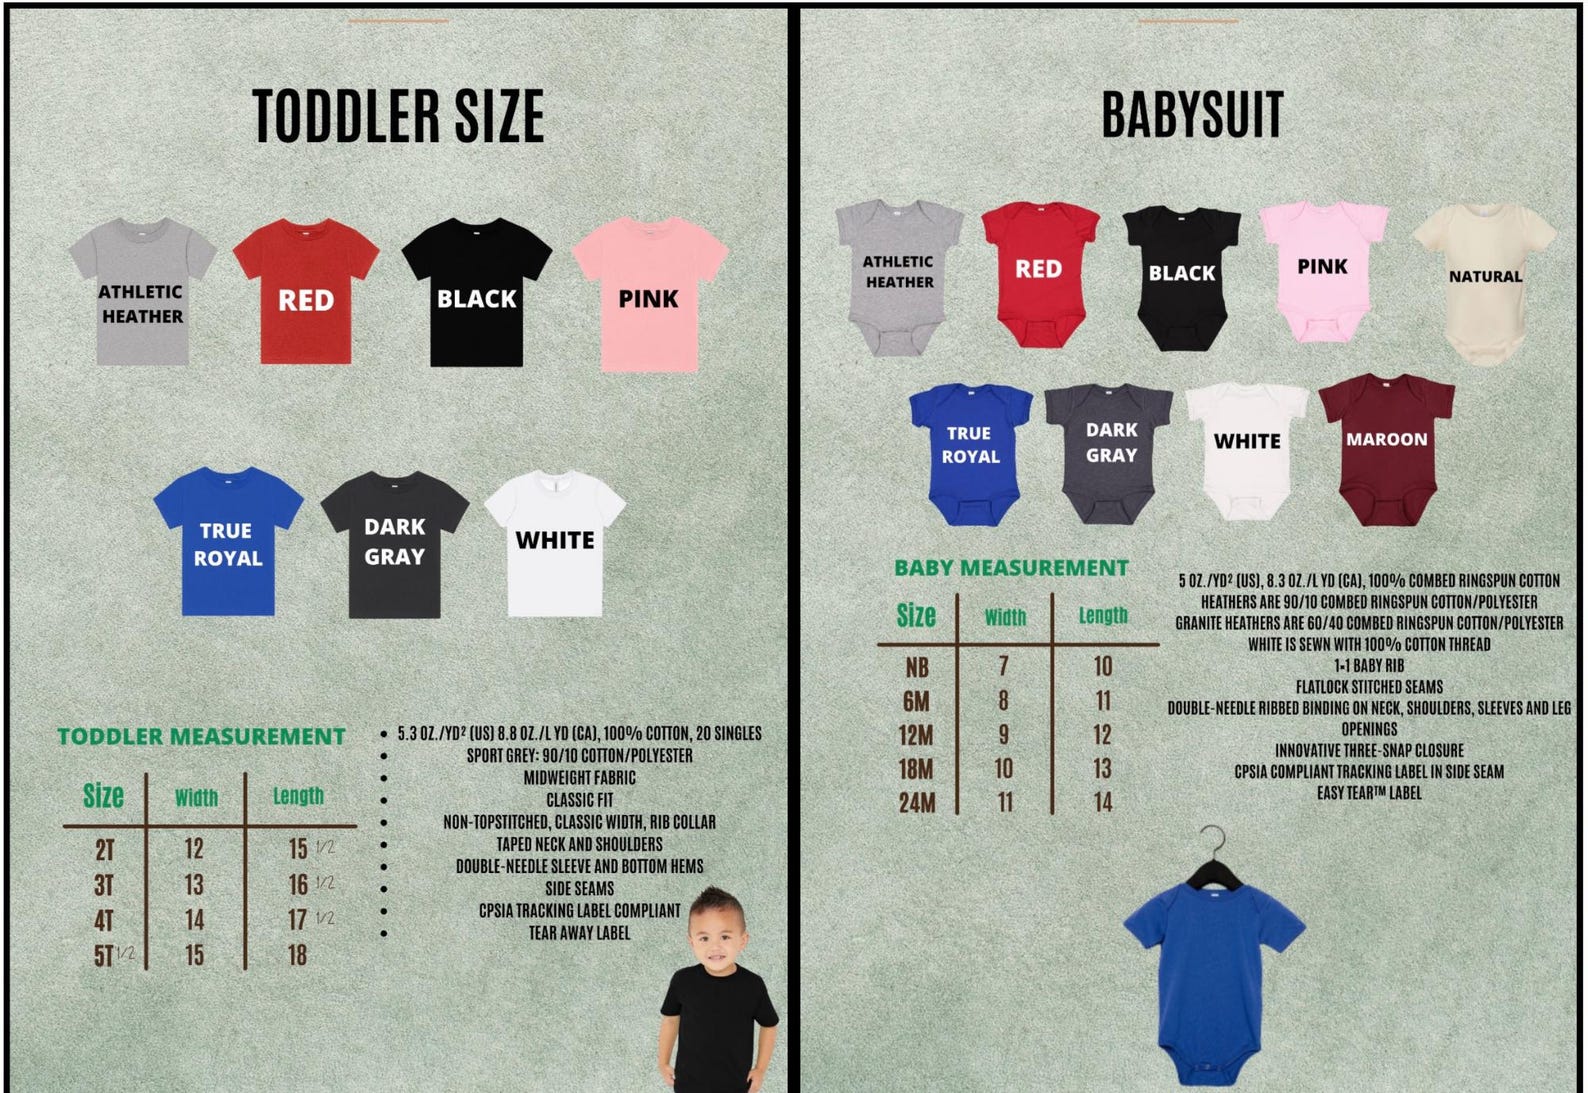 TODDLER SIZE
ATHLETIC
HEATHER
RED
BLACK
PINK
TRUE
ROYAL
DARK
GRAY
WHITE
TODDLER MEASUREMENT
Size Width Length
2T 12 15 1/2
3T 13 16 1/2
4T 14 17 1/2
5T 1/2 15 18
• 5.3 OZ./YD² (US) 8.8 OZ./L YD (CA), 100% COTTON, 20 SINGLES
• SPORT GREY: 90/10 COTTON/POLYESTER
• MIDWEIGHT FABRIC
• CLASSIC FIT
• NON-TOPSTITCHED, CLASSIC WIDTH, RIB COLLAR
• TAPED NECK AND SHOULDERS
• DOUBLE-NEEDLE SLEEVE AND BOTTOM HEMS
• SIDE SEAMS
• CPSIA TRACKING LABEL COMPLIANT
• TEAR AWAY LABEL
BABYSUIT
ATHLETIC
HEATHER
RED
BLACK
PINK
NATURAL
TRUE
ROYAL
DARK
GRAY
WHITE
MAROON
BABY MEASUREMENT
Size Width Length
NB 7 10
6M 8 11
12M 9 12
18M 10 13
24M 11 14
5 OZ./YD² (US), 8.3 OZ./L YD (CA), 100% COMBED RINGSPUN COTTON
HEATHERS ARE 90/10 COMBED RINGSPUN COTTON/POLYESTER
GRANITE HEATHERS ARE 60/40 COMBED RINGSPUN COTTON/POLYESTER
WHITE IS SEWN WITH 100% COTTON THREAD
1×1 BABY RIB
FLATLOCK STITCHED SEAMS
DOUBLE-NEEDLE RIBBED BINDING ON NECK, SHOULDERS, SLEEVES AND LEG
OPENINGS
INNOVATIVE THREE-SNAP CLOSURE
CPSIA COMPLIANT TRACKING LABEL IN SIDE SEAM
EASY TEAR™ LABEL